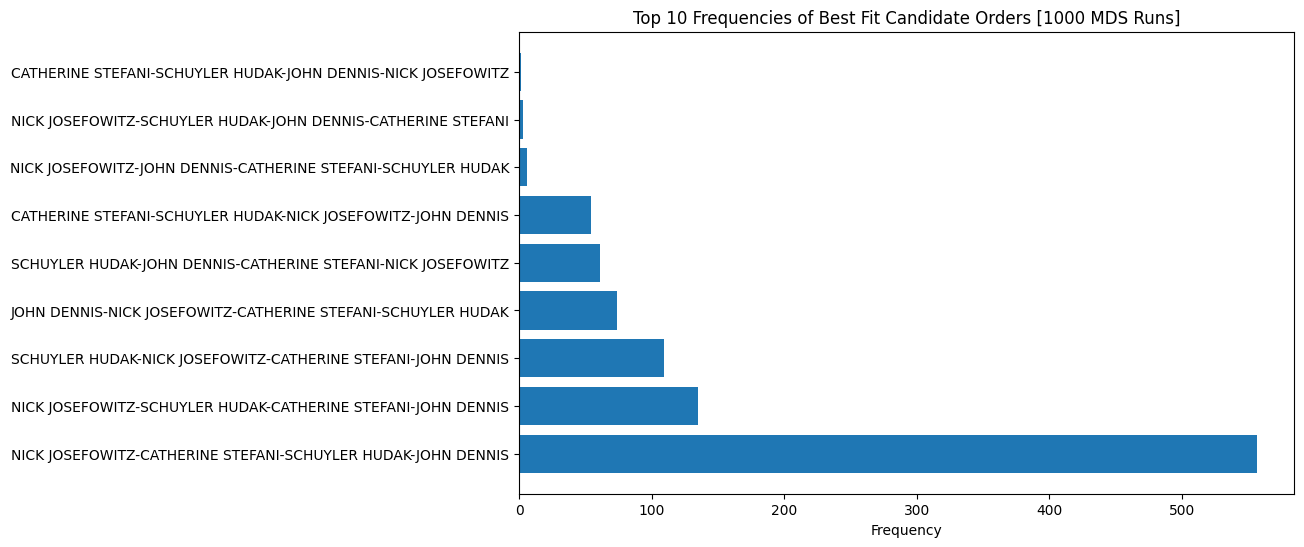 Top 10 Frequencies of Best Fit Candidate Orders [1000 MDS Runs]
CATHERINE STEFANI-SCHUYLER HUDAK-JOHN DENNIS-NICK JOSEFOWITZ
NICK JOSEFOWITZ-SCHUYLER HUDAK-JOHN DENNIS-CATHERINE STEFANI
NICK JOSEFOWITZ-JOHN DENNIS-CATHERINE STEFANI-SCHUYLER HUDAK
CATHERINE STEFANI-SCHUYLER HUDAK-NICK JOSEFOWITZ-JOHN DENNIS
SCHUYLER HUDAK-JOHN DENNIS-CATHERINE STEFANI-NICK JOSEFOWITZ
JOHN DENNIS-NICK JOSEFOWITZ-CATHERINE STEFANI-SCHUYLER HUDAK
SCHUYLER HUDAK-NICK JOSEFOWITZ-CATHERINE STEFANI-JOHN DENNIS
NICK JOSEFOWITZ-SCHUYLER HUDAK-CATHERINE STEFANI-JOHN DENNIS
NICK JOSEFOWITZ-CATHERINE STEFANI-SCHUYLER HUDAK-JOHN DENNIS
0 100 200 300 400 500
Frequency